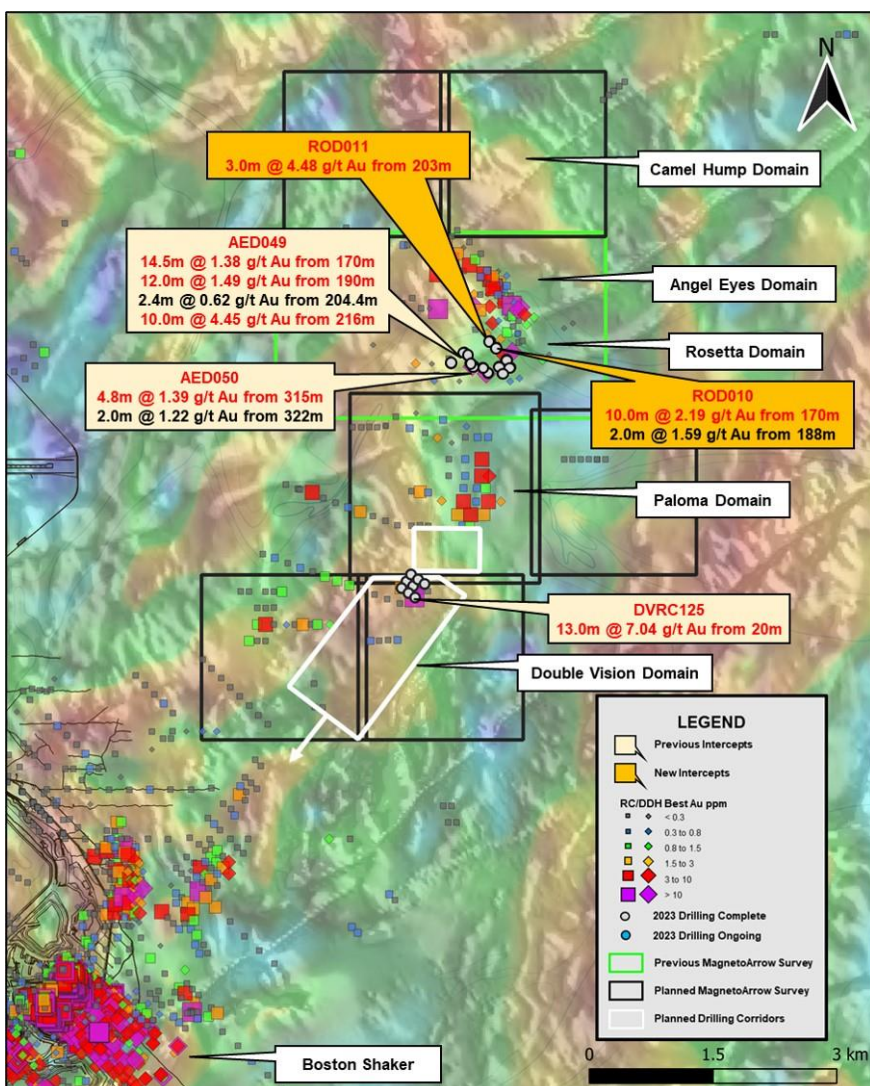 N
ROD011
3.0m @ 4.48 g/t Au from 203m
Camel Hump Domain
AED049
14.5m @ 1.38 g/t Au from 170m
12.0m @ 1.49 g/t Au from 190m
2.4m @ 0.62 g/t Au from 204.4m
10.0m @ 4.45 g/t Au from 216m
Angel Eyes Domain
Rosetta Domain
AED050
4.8m @ 1.39 g/t Au from 315m
2.0m @ 1.22 g/t Au from 322m
ROD010
10.0m @ 2.19 g/t Au from 170m
2.0m @ 1.59 g/t Au from 188m
Paloma Domain
DVRC125
13.0m @ 7.04 g/t Au from 20m
Double Vision Domain
LEGEND
Previous Intercepts
New Intercepts
RC/DDH Best Au ppm
< 0.3
0.3 to 0.8
0.8 to 1.5
1.5 to 3
3 to 10
> 10
2023 Drilling Complete
2023 Drilling Ongoing
Previous MagnetoArrow Survey
Planned MagnetoArrow Survey
Planned Drilling Corridors
Boston Shaker
0 1.5 3 km